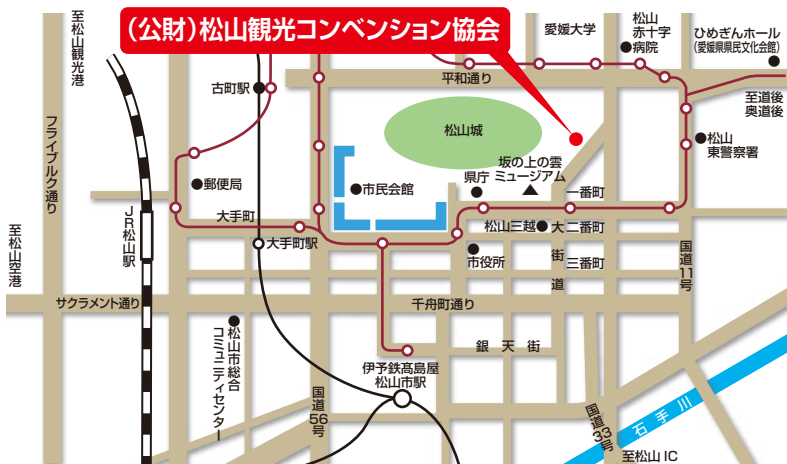 (公財)松山観光コンベンション協会
至松山観光港
愛媛大学
松山
赤十字
病院
ひめぎんホール
(愛媛県県民文化会館)
平和通り
古町駅
至道後
奥道後
フライブルク通り
松山城
松山
東警察署
坂の上の雲
ミュージアム
県庁
郵便局
市民会館
一番町
大手町
JR松山駅
松山三越
大街道
二番町
至松山空港
大手町駅
市役所
三番町
国道11号
サクラメント通り
千舟町通り
松山市総合
コミュニティセンター
銀天街
伊予鉄髙島屋
松山市駅
国道56号
国道33号
石手川
至松山 IC